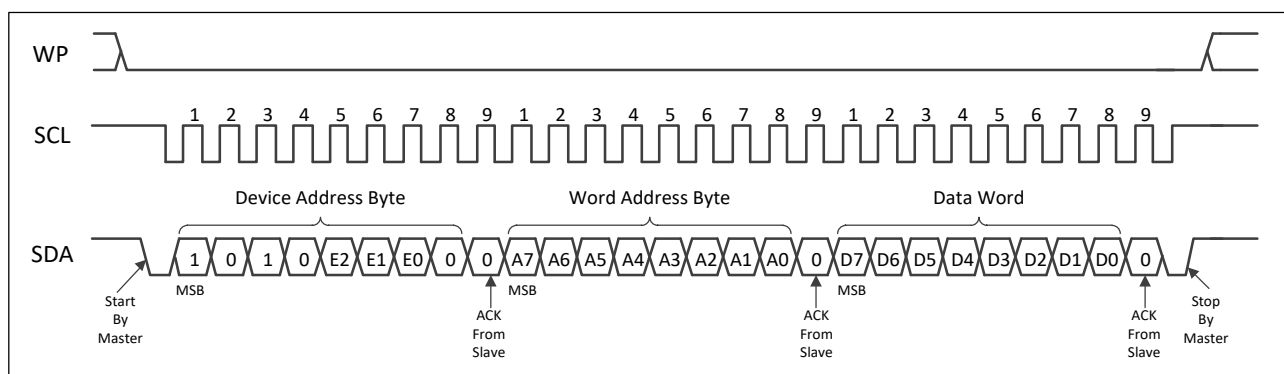 WP
1 2 3 4 5 6 7 8 9 1 2 3 4 5 6 7 8 9 1 2 3 4 5 6 7 8 9
SCL
Device Address Byte Word Address Byte Data Word
SDA
1 0 1 0 E2 E1 E0 0 0 A7 A6 A5 A4 A3 A2 A1 A0 0 D7 D6 D5 D4 D3 D2 D1 D0 0
MSB MSB MSB
Start
By
Master
ACK
From
Slave
ACK
From
Slave
ACK
From
Slave
Stop
By
Master